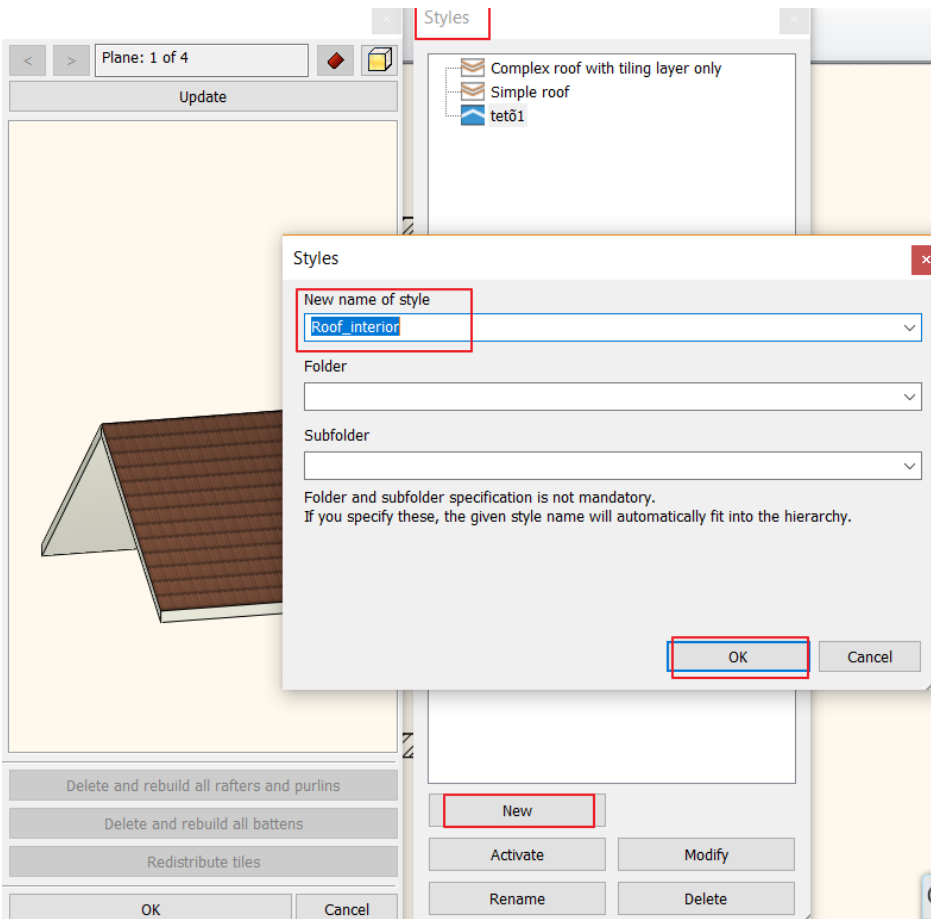 Styles
< > Plane: 1 of 4
Update
Complex roof with tiling layer only
Simple roof
tetõ1
Styles
New name of style
Roof_interior
Folder
Subfolder
Folder and subfolder specification is not mandatory.
If you specify these, the given style name will automatically fit into the hierarchy.
OK Cancel
Delete and rebuild all rafters and purlins
Delete and rebuild all battens
Redistribute tiles
OK Cancel
New
Activate Modify
Rename Delete